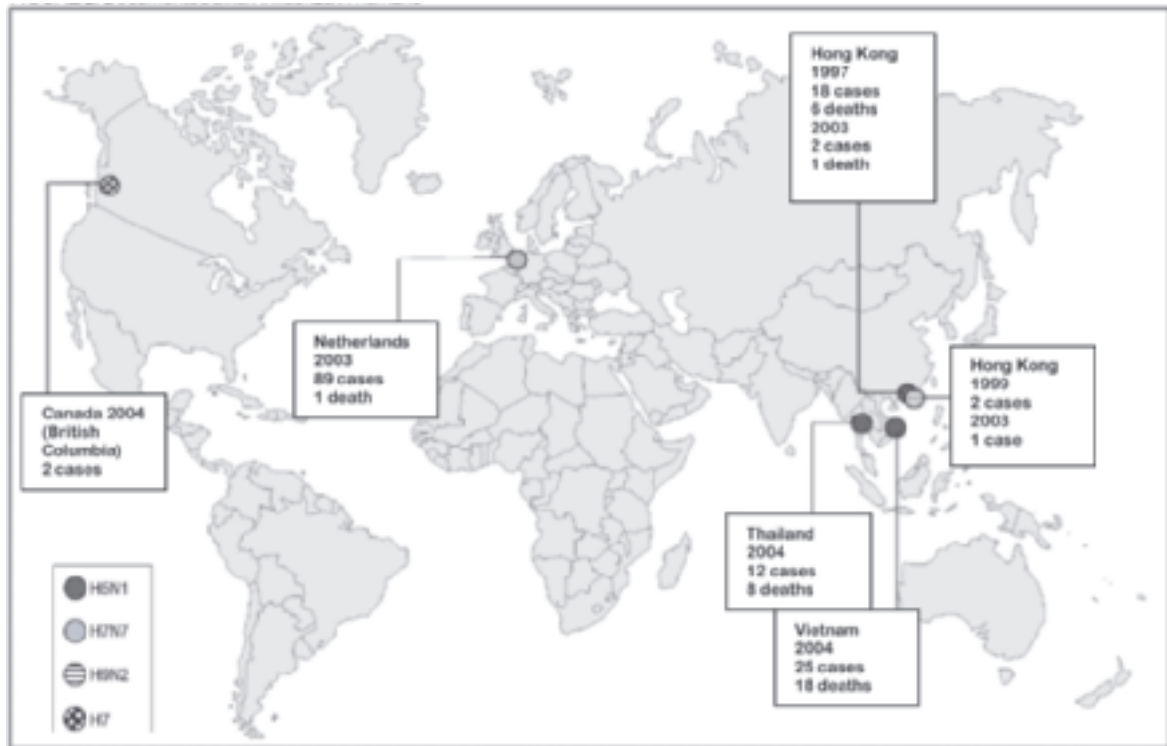 Hong Kong
1997
18 cases
6 deaths
2003
2 cases
1 death
Netherlands
2003
89 cases
1 death
Hong Kong
1999
2 cases
2003
1 case
Canada 2004
(British
Columbia)
2 cases
Thailand
2004
12 cases
8 deaths
Vietnam
2004
25 cases
18 deaths
H5N1
H7N7
H9N2
H7